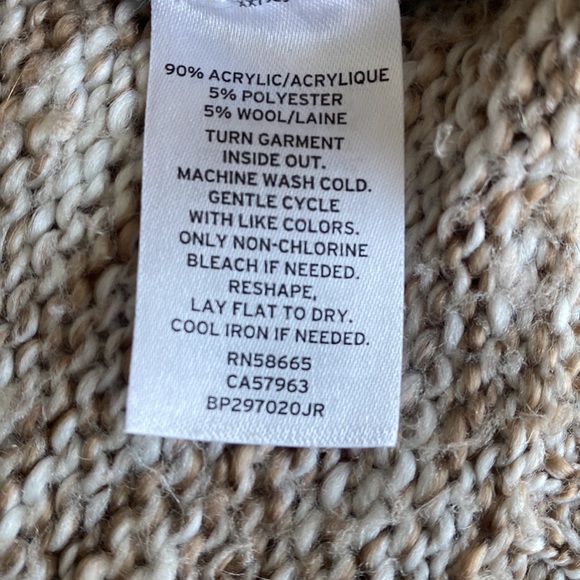 90% ACRYLIC/ACRYLIQUE
5% POLYESTER
5% WOOL/LAINE
TURN GARMENT
INSIDE OUT.
MACHINE WASH COLD.
GENTLE CYCLE
WITH LIKE COLORS.
ONLY NON-CHLORINE
BLEACH IF NEEDED.
RESHAPE,
LAY FLAT TO DRY.
COOL IRON IF NEEDED.
RN58665
CA57963
BP297020JR